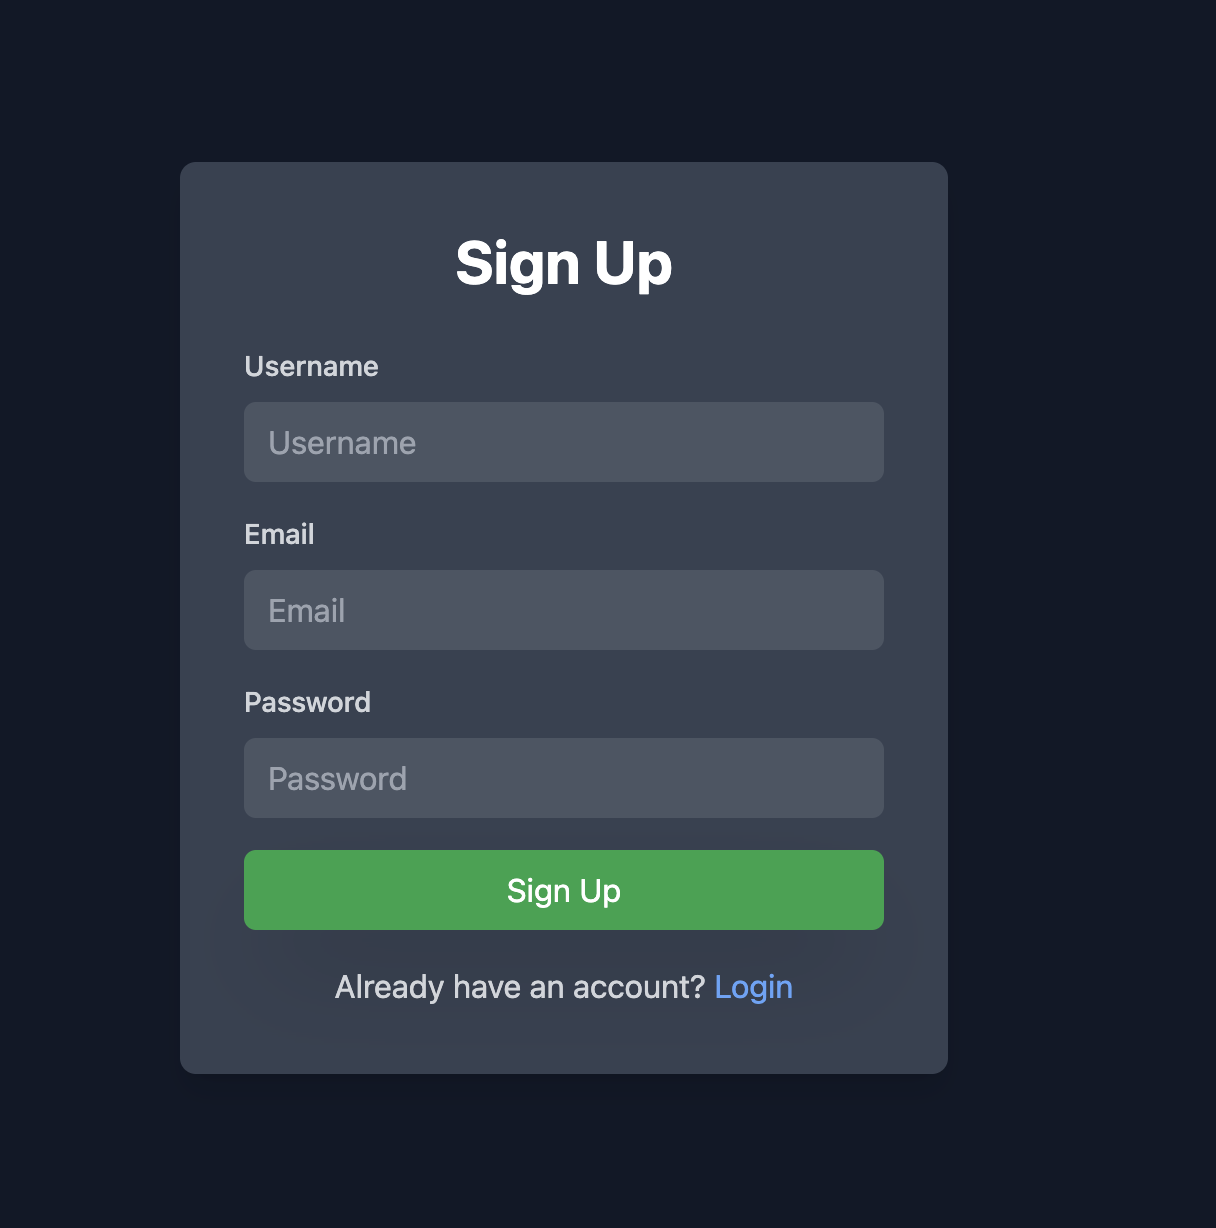 Sign Up
Username
Username
Email
Email
Password
Password
Sign Up
Already have an account? Login